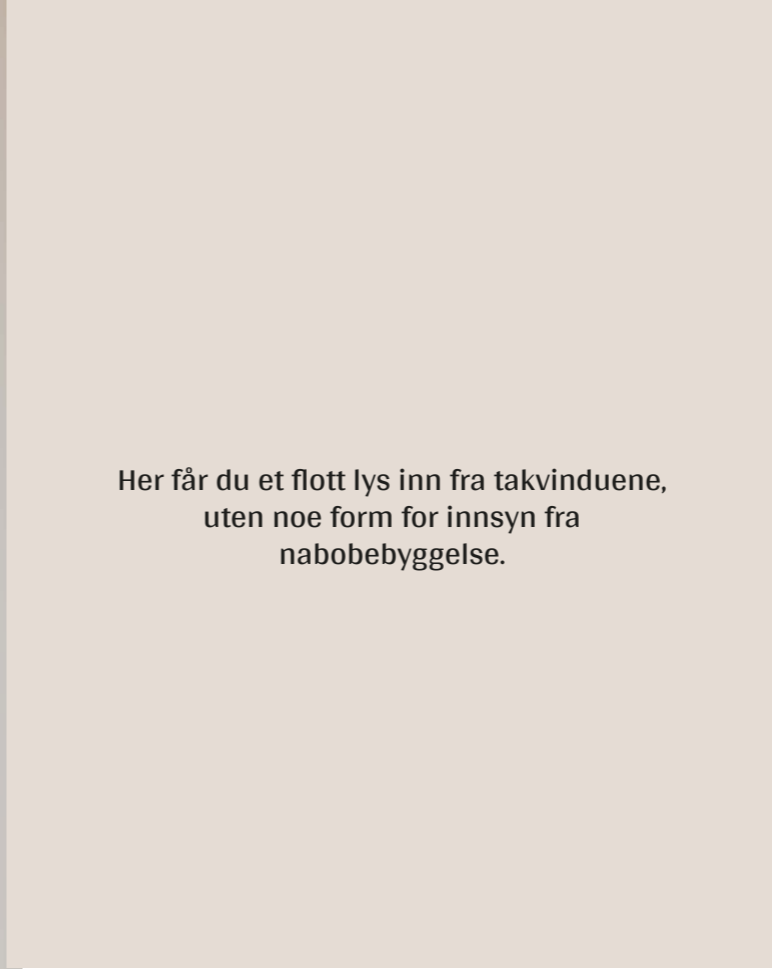 Her får du et flott lys inn fra takvinduene,
uten noe form for innsyn fra
nabobebyggelse.